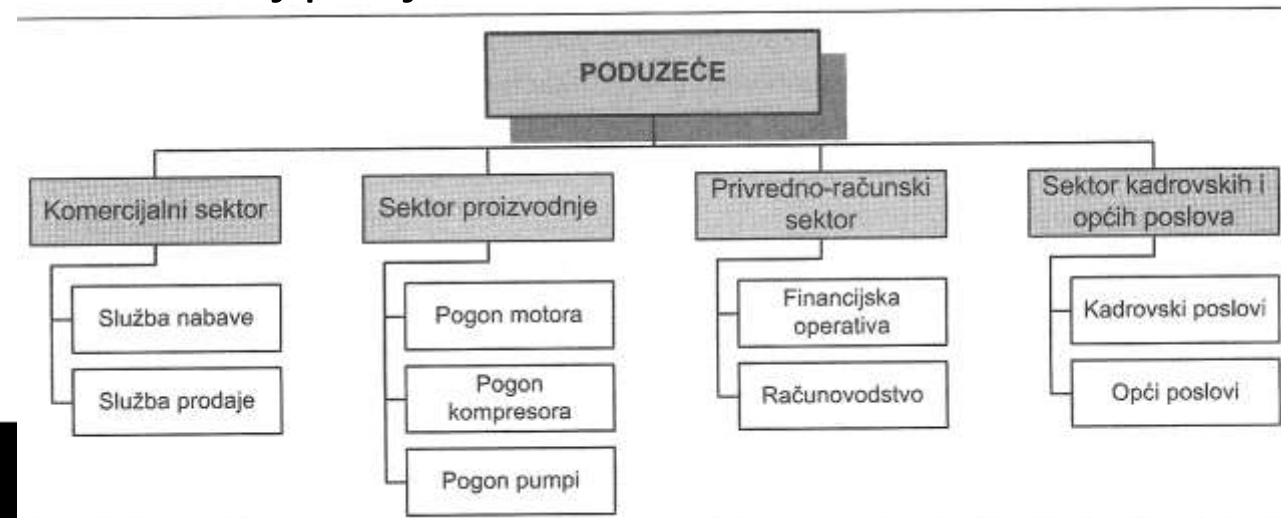 PODUZEĆE
Komercijalni sektor
Sektor proizvodnje
Privredno-računski
sektor
Sektor kadrovskih i
općih poslova
Služba nabave
Služba prodaje
Pogon motora
Pogon
kompresora
Pogon pumpi
Financijska
operativa
Računovodstvo
Kadrovski poslovi
Opći poslovi